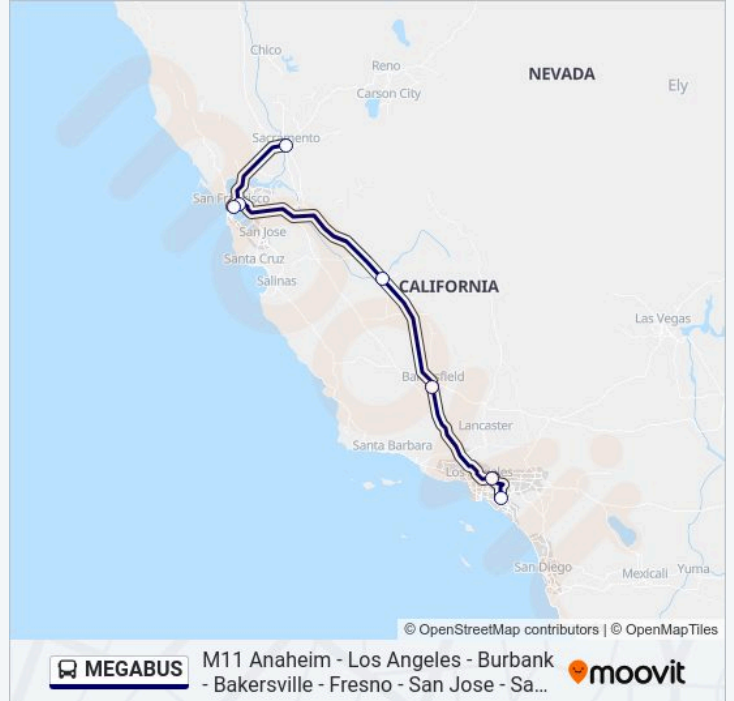 Chico
Reno
Carson City
NEVADA
Ely
Sacramento
San Francisco
San Jose
Santa Cruz
Salinas
CALIFORNIA
Las Vegas
Bakersfield
Lancaster
Santa Barbara
Los Angeles
San Diego
Mexicali
Yuma
© OpenStreetMap contributors | © OpenMapTiles
MEGABUS
M11 Anaheim - Los Angeles - Burbank
- Bakersville - Fresno - San Jose - Sa...
moovit